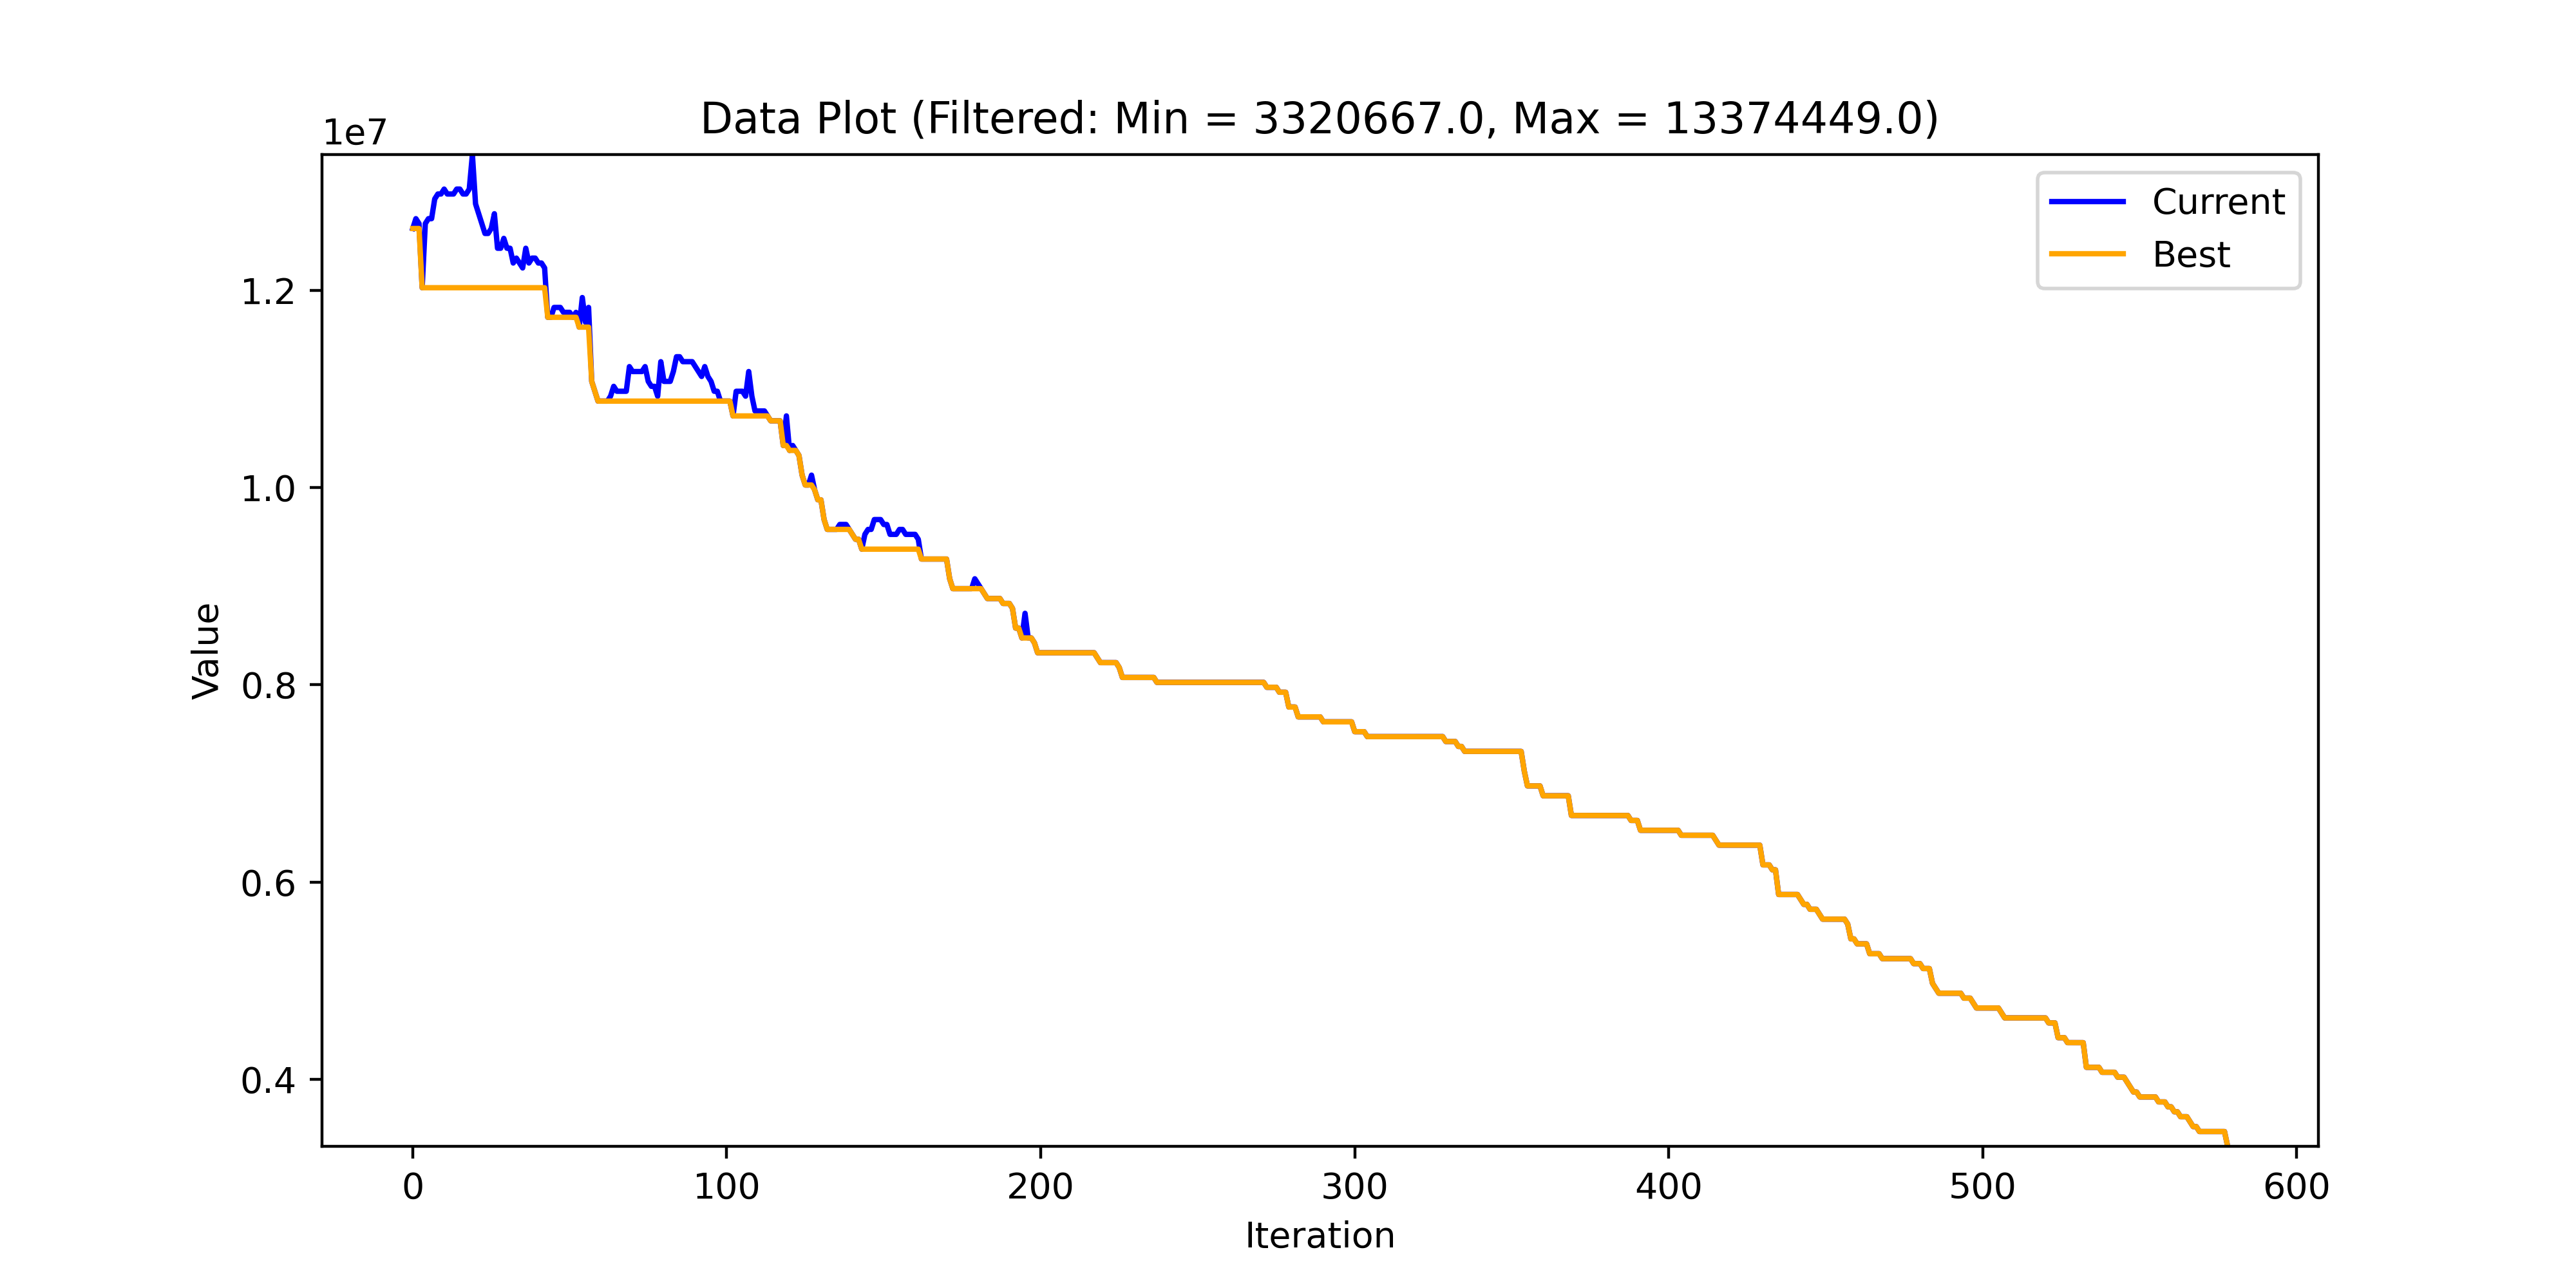 Data Plot (Filtered: Min = 3320667.0, Max = 13374449.0)
1e7
Current
Best
1.2
1.0
0.8
0.6
0.4
Value
0 100 200 300 400 500 600
Iteration